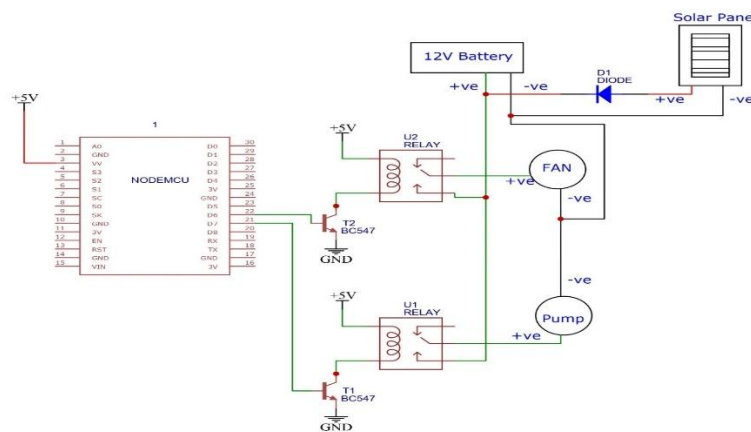 Solar Pane
12V Battery
+ve
-ve
D1
DIODE
+ve
-ve
+5V
1
1 A0 D0 30
2 GND D1 29
3 VV D2 28
4 S3 D3 27
5 S2 D4 26
6 S1 3V 25
7 SC GND 24
8 S0 D5 23
9 SK D6 22
10 GND D7 21
11 3V D8 20
12 EN RX 19
13 RST TX 18
14 GND GND 17
15 VIN 3V 16
NODEMCU
+5V
U2
RELAY
+ve
FAN
-ve
T2
BC547
GND
+5V
U1
RELAY
-ve
+ve
Pump
T1
BC547
GND